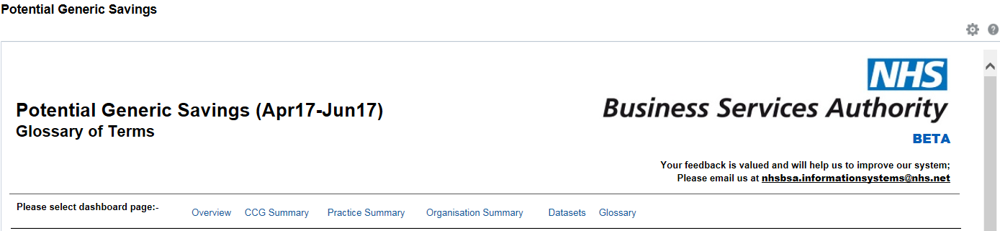 Potential Generic Savings
NHS
Business Services Authority
Potential Generic Savings (Apr17-Jun17)
Glossary of Terms
BETA
Your feedback is valued and will help us to improve our system;
Please email us at nhsbsa.informationsystems@nhs.net
Please select dashboard page:-
Overview CCG Summary Practice Summary Organisation Summary Datasets Glossary